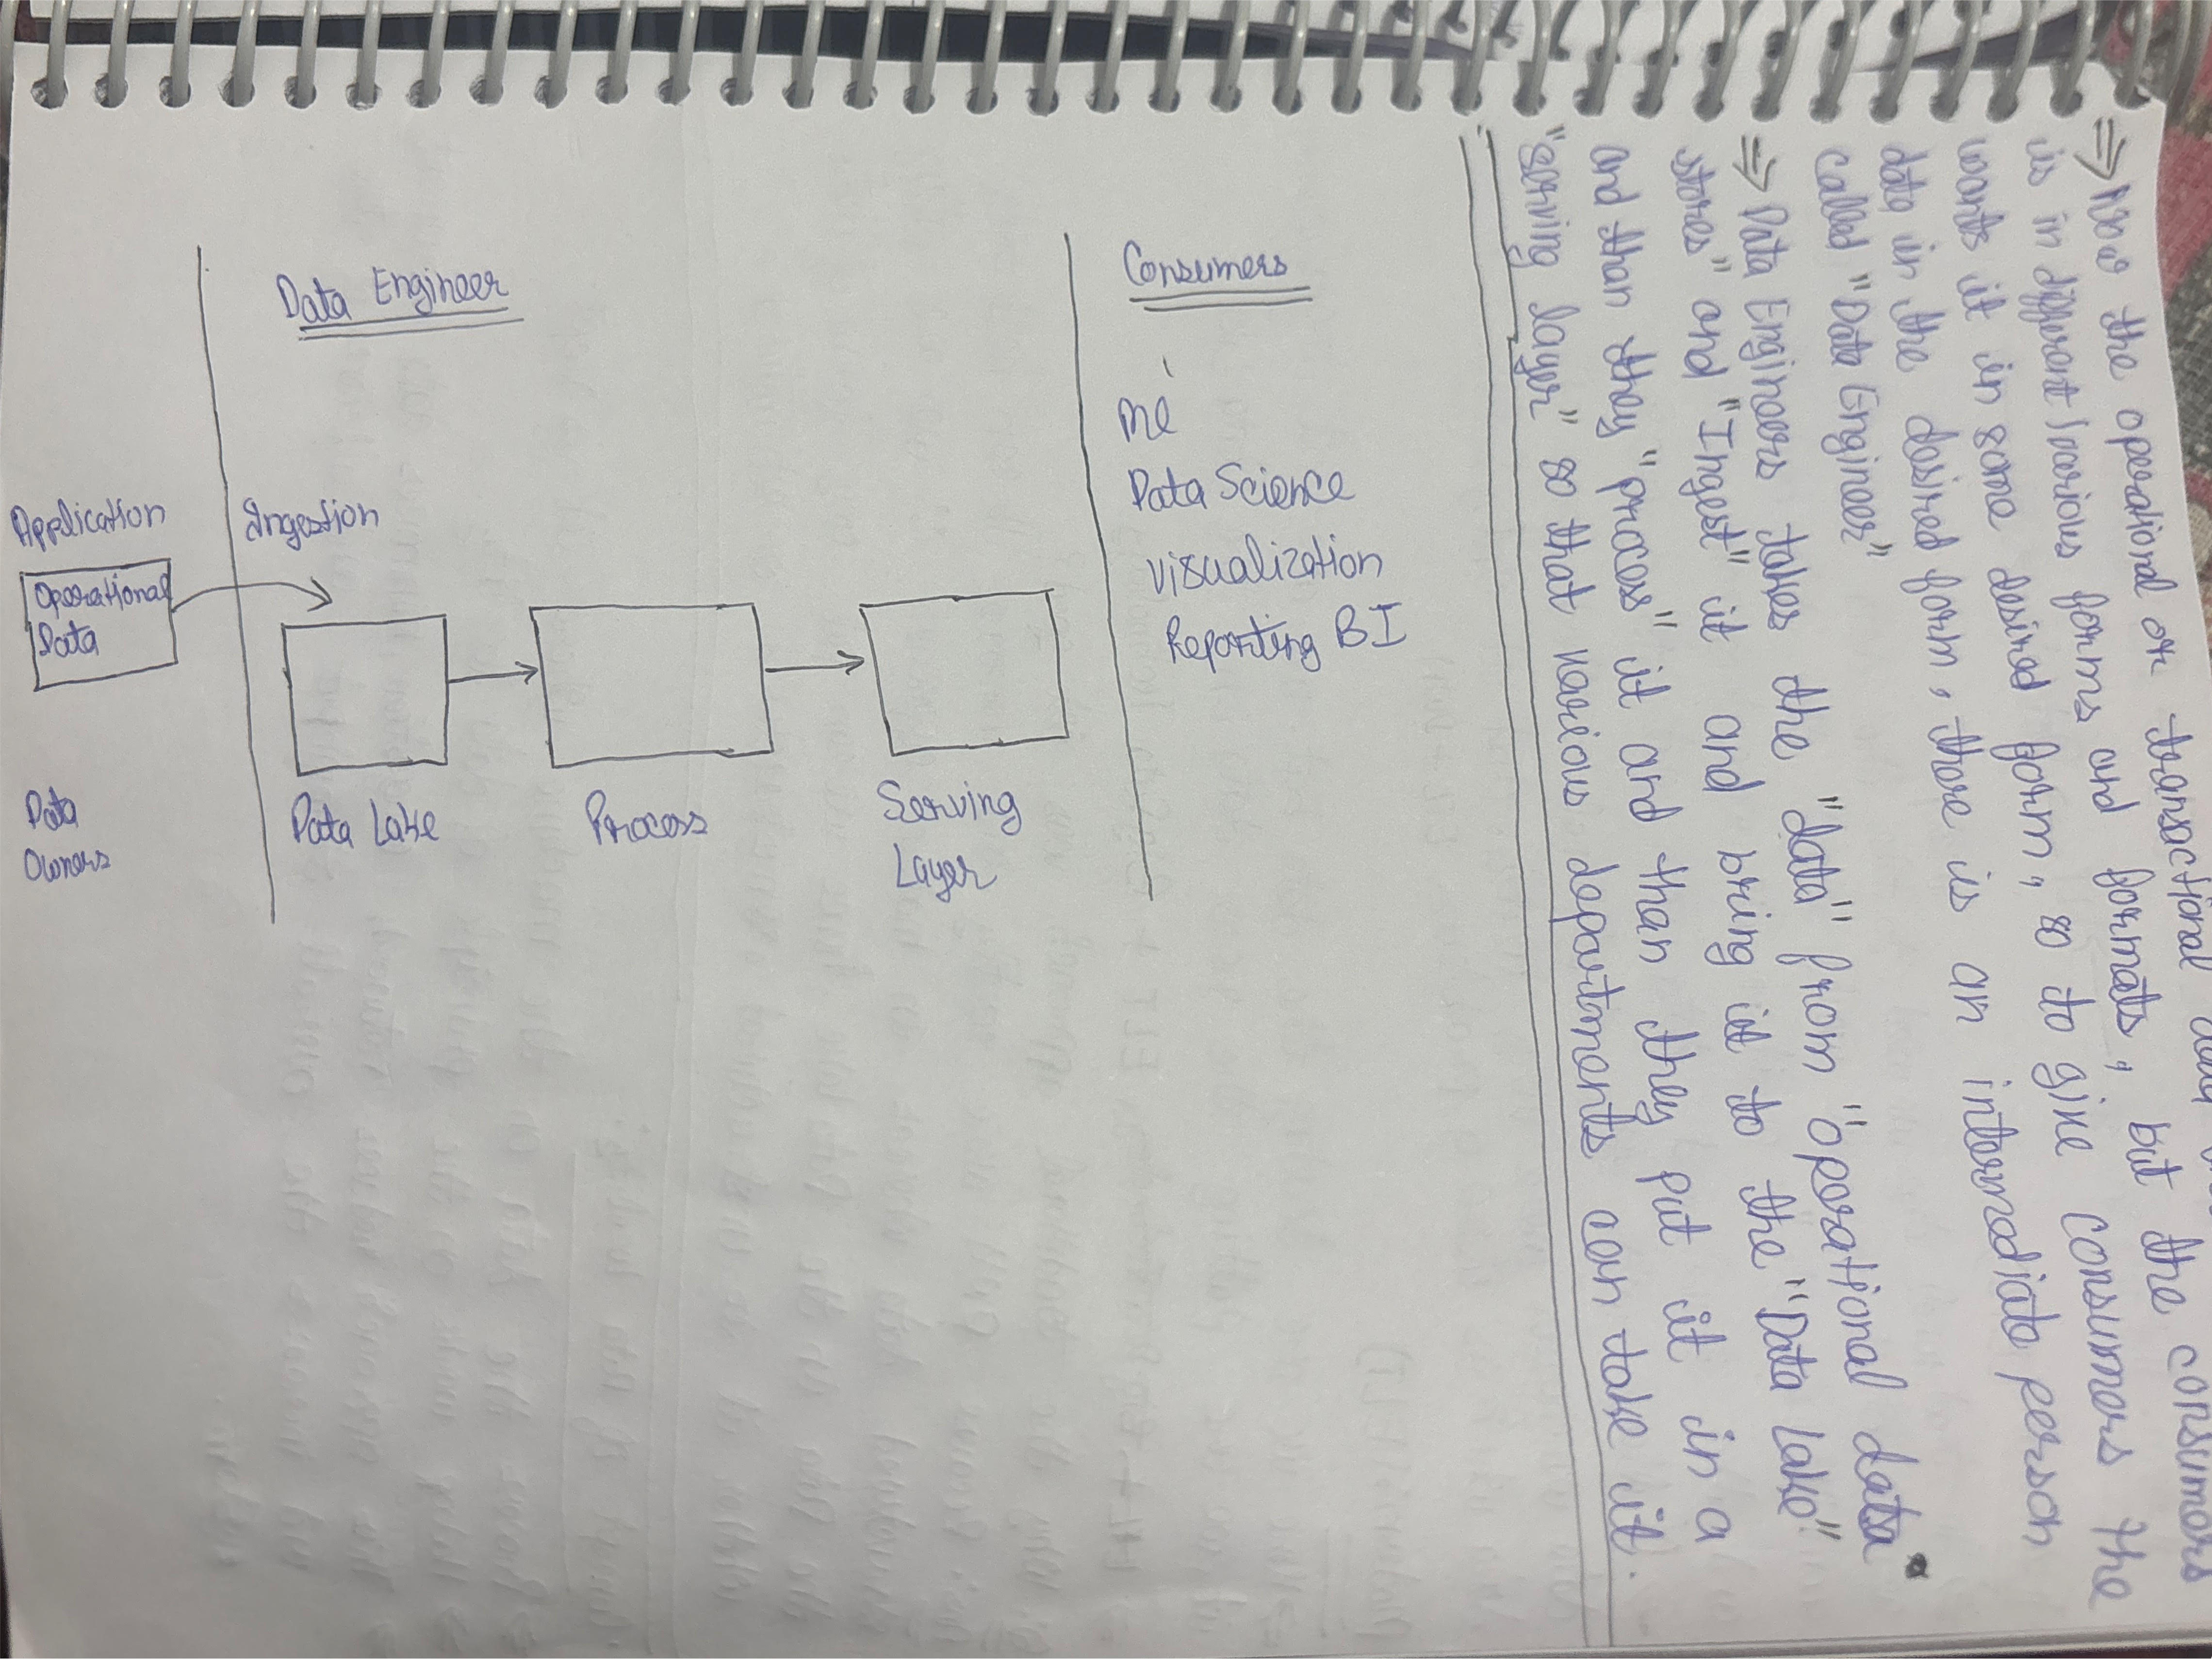 ⇒ Now the operational or transactional data
in different/various forms and formats, but the consumers
wants it in some desired form, so to give consumers the
data in the desired form, there is an intermediate person
called "Data Engineer"
⇒ Data Engineers takes the "data" from "operational data
stores" and "Ingest" it and bring it to the "Data lake"
and than they "process" it and than they put it in a
"serving layer" so that various departments can take it.
Data Engineer
Consumers
ML
Data Science
Visualization
Reporting BI
Application
Ingestion
Operational
Data
Data
Owners
Data Lake
Process
Serving
Layer